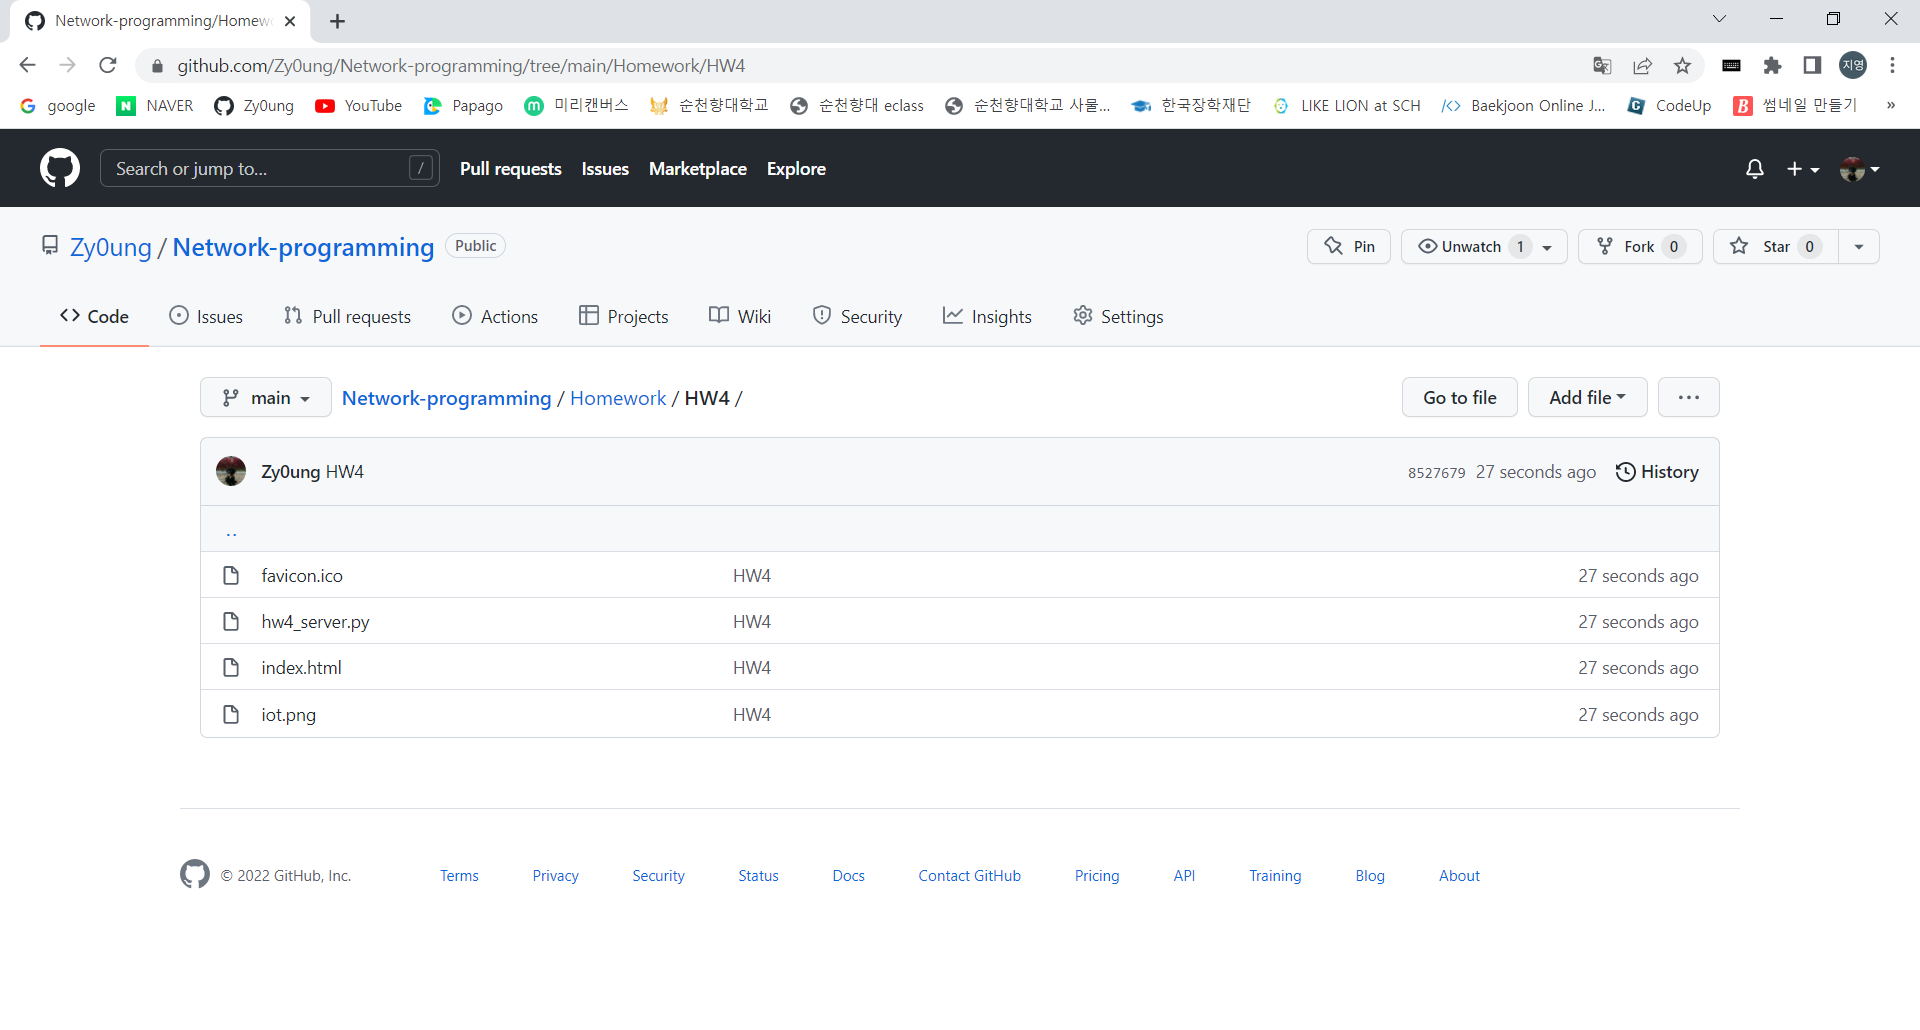 Network-programming/Homew
github.com/Zy0ung/Network-programming/tree/main/Homework/HW4
지영
google NAVER Zy0ung YouTube Papago 미리캔버스 순천향대학교 순천향대 eclass 순천향대학교 사물... 한국장학재단 LIKE LION at SCH Baekjoon Online J... CodeUp 썸네일 만들기 »
Search or jump to... / Pull requests Issues Marketplace Explore
Zy0ung / Network-programming Public Pin Unwatch 1 Fork 0 Star 0
Code Issues Pull requests Actions Projects Wiki Security Insights Settings
main Network-programming / Homework / HW4 / Go to file Add file ...
Zy0ung HW4 8527679 27 seconds ago History
..
favicon.ico HW4 27 seconds ago
hw4_server.py HW4 27 seconds ago
index.html HW4 27 seconds ago
iot.png HW4 27 seconds ago
© 2022 GitHub, Inc. Terms Privacy Security Status Docs Contact GitHub Pricing API Training Blog About